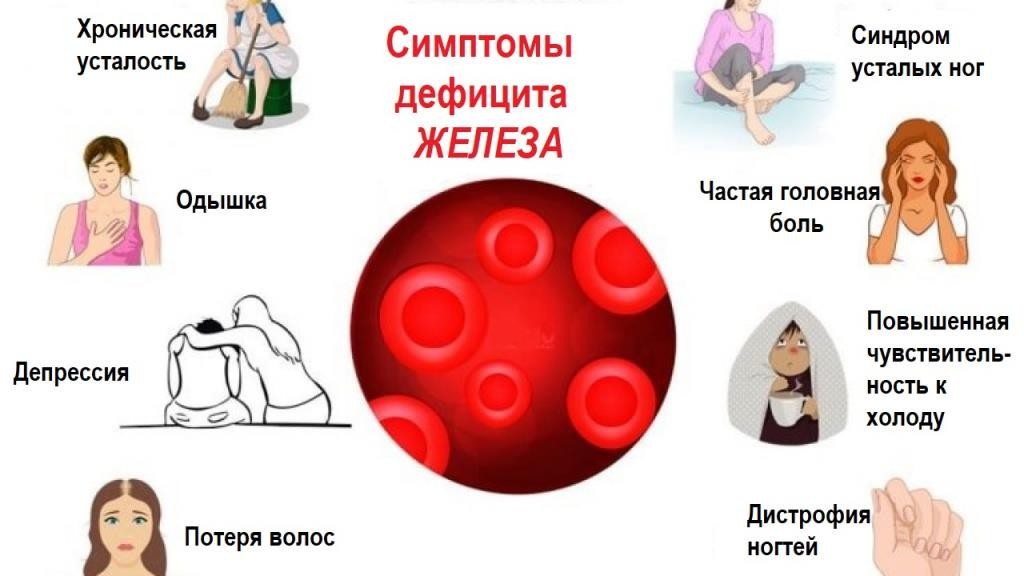 Симптомы
дефицита
ЖЕЛЕЗА
Хроническая
усталость
Одышка
Депрессия
Потеря волос
Синдром
усталых ног
Частая головная
боль
Повышенная
чувствитель-
ность к
холоду
Дистрофия
ногтей